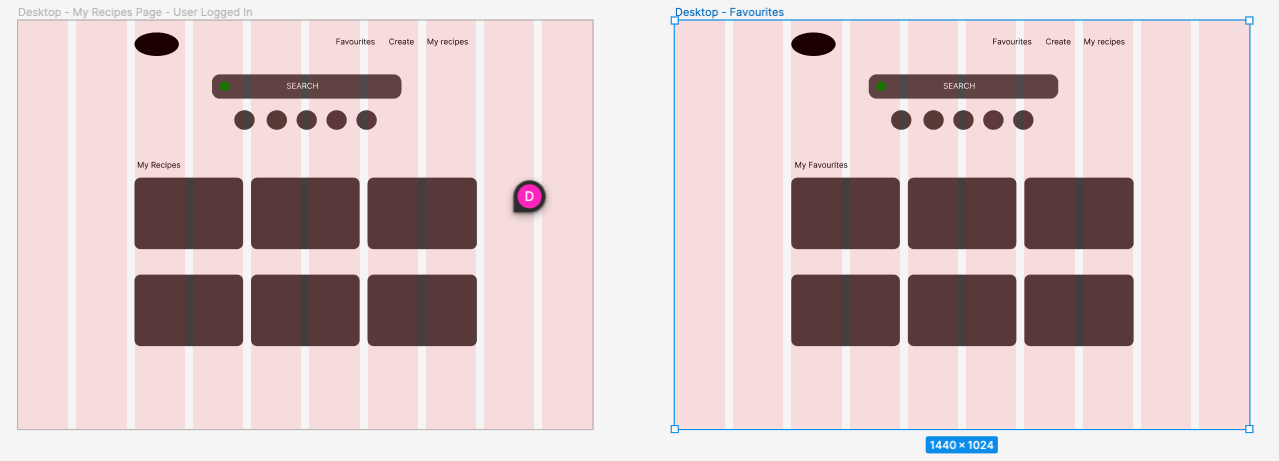 Desktop - My Recipes Page - User Logged In
Favourites Create My recipes
SEARCH
My Recipes
D
Desktop - Favourites
Favourites Create My recipes
SEARCH
My Favourites
1440 × 1024